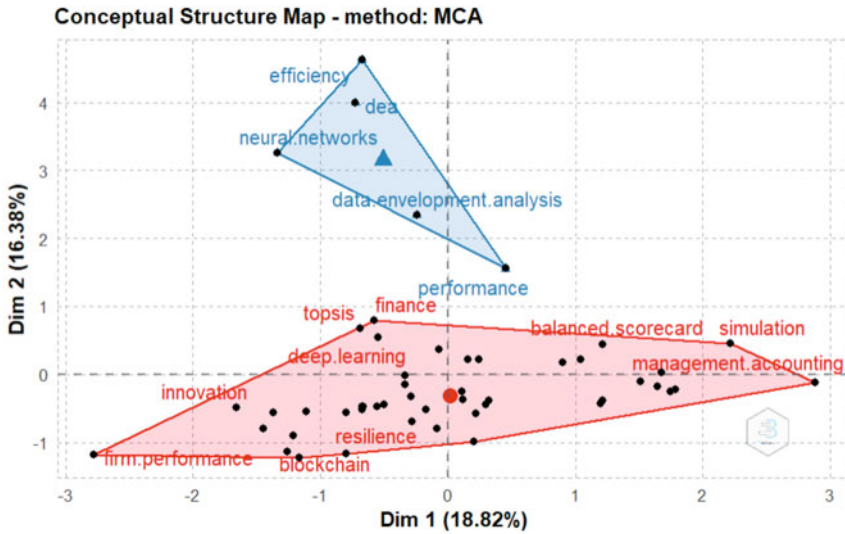 Conceptual Structure Map - method: MCA
efficiency
dea
neural.networks
data.envelopment.analysis
performance
finance
topsis
balanced.scorecard simulation
deep.learning
management.accounting
innovation
resilience
firm.performance
blockchain
4
3
2
1
0
-1
-3 -2 -1 0 1 2 3
Dim 1 (18.82%)
Dim 2 (16.38%)